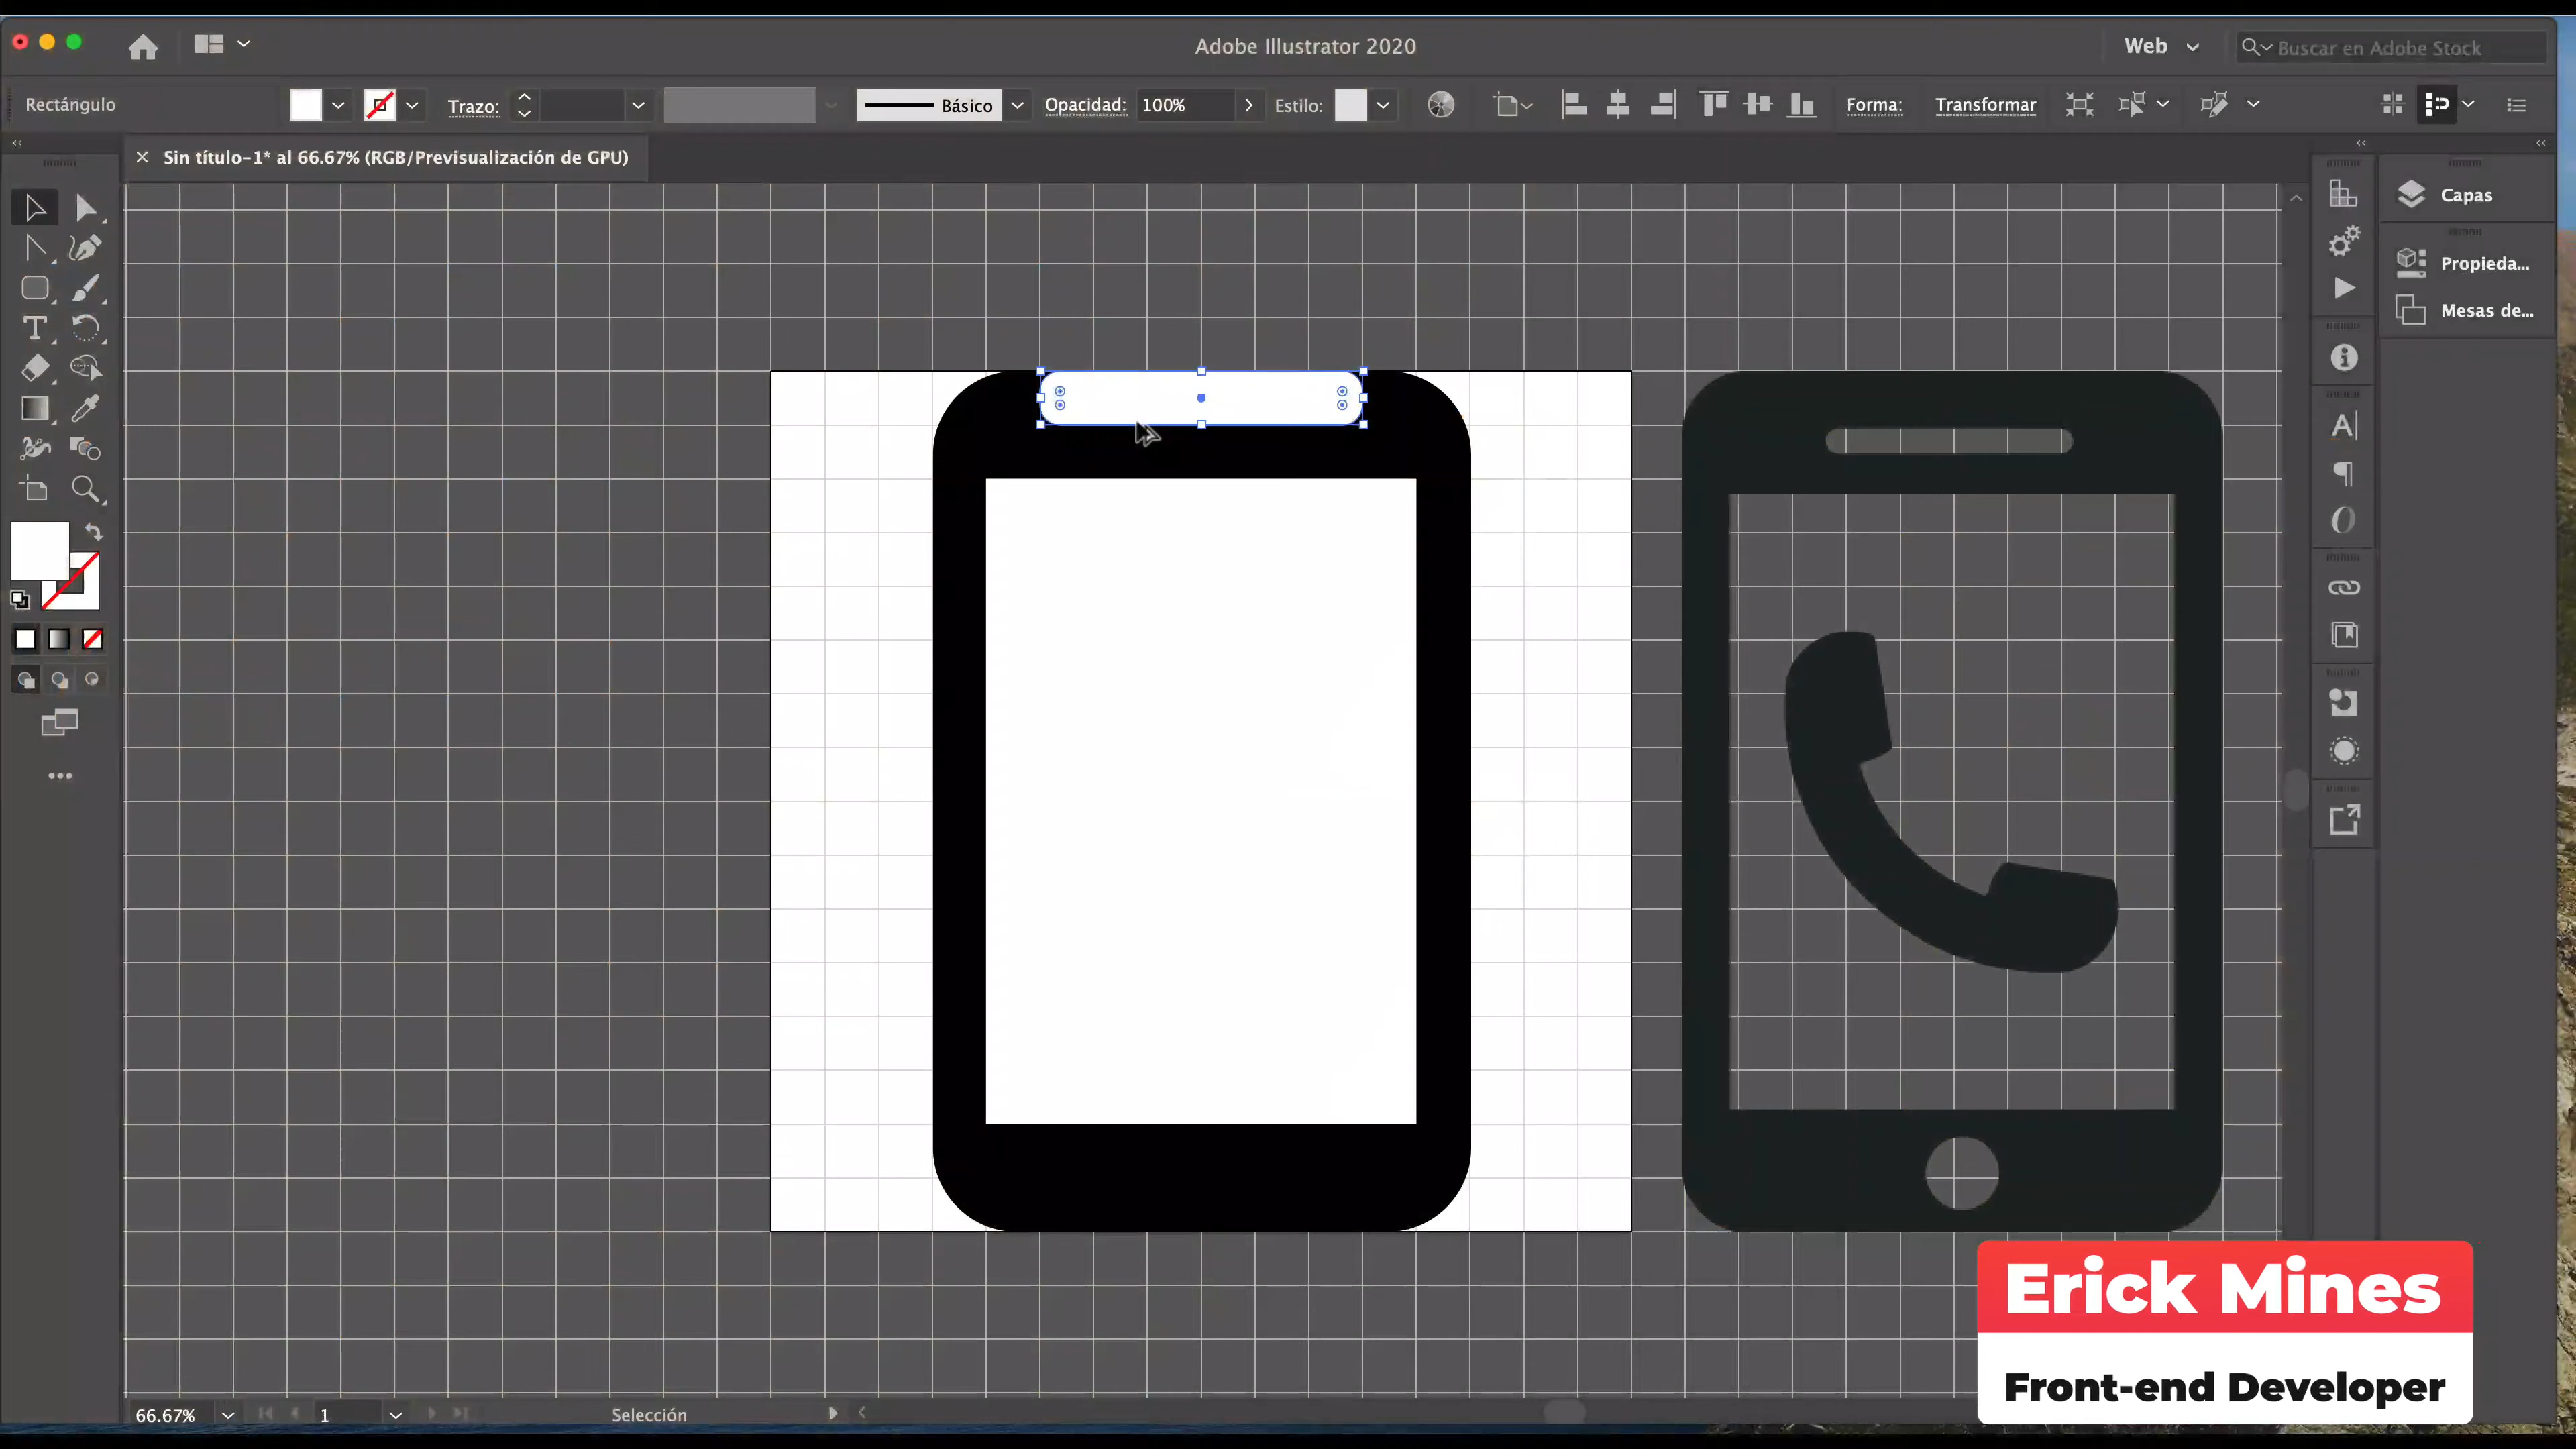 Adobe Illustrator 2020
Web
Buscar en Adobe Stock
Rectángulo
Trazo:
Básico
Opacidad:
100%
Estilo:
Forma:
Transformar
Sin título-1* al 66.67% (RGB/Previsualización de GPU)
Capas
Propieda...
Mesas de...
Erick Mines
Front-end Developer
66.67%
1
Selección